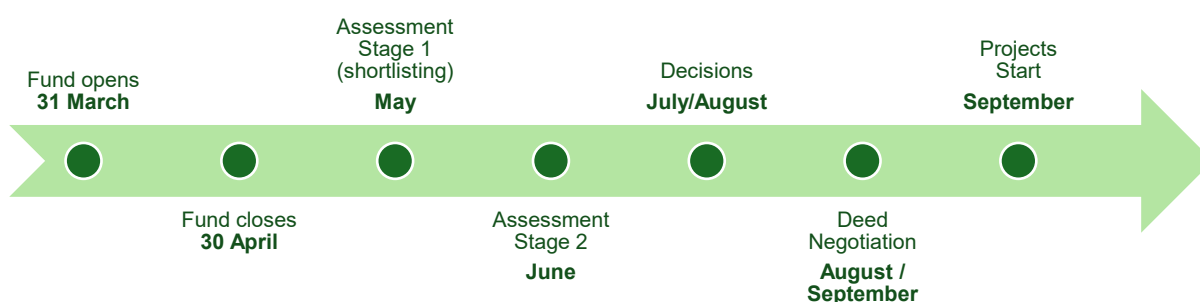 Fund opens
31 March
Fund closes
30 April
Assessment
Stage 1
(shortlisting)
May
Assessment
Stage 2
June
Decisions
July/August
Deed
Negotiation
August /
September
Projects
Start
September